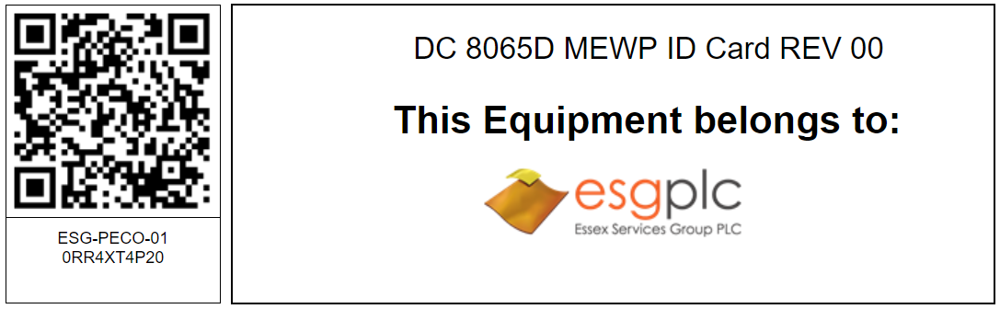 ESG-PECO-01
0RR4XT4P20
DC 8065D MEWP ID Card REV 00
This Equipment belongs to:
esgplc
Essex Services Group PLC